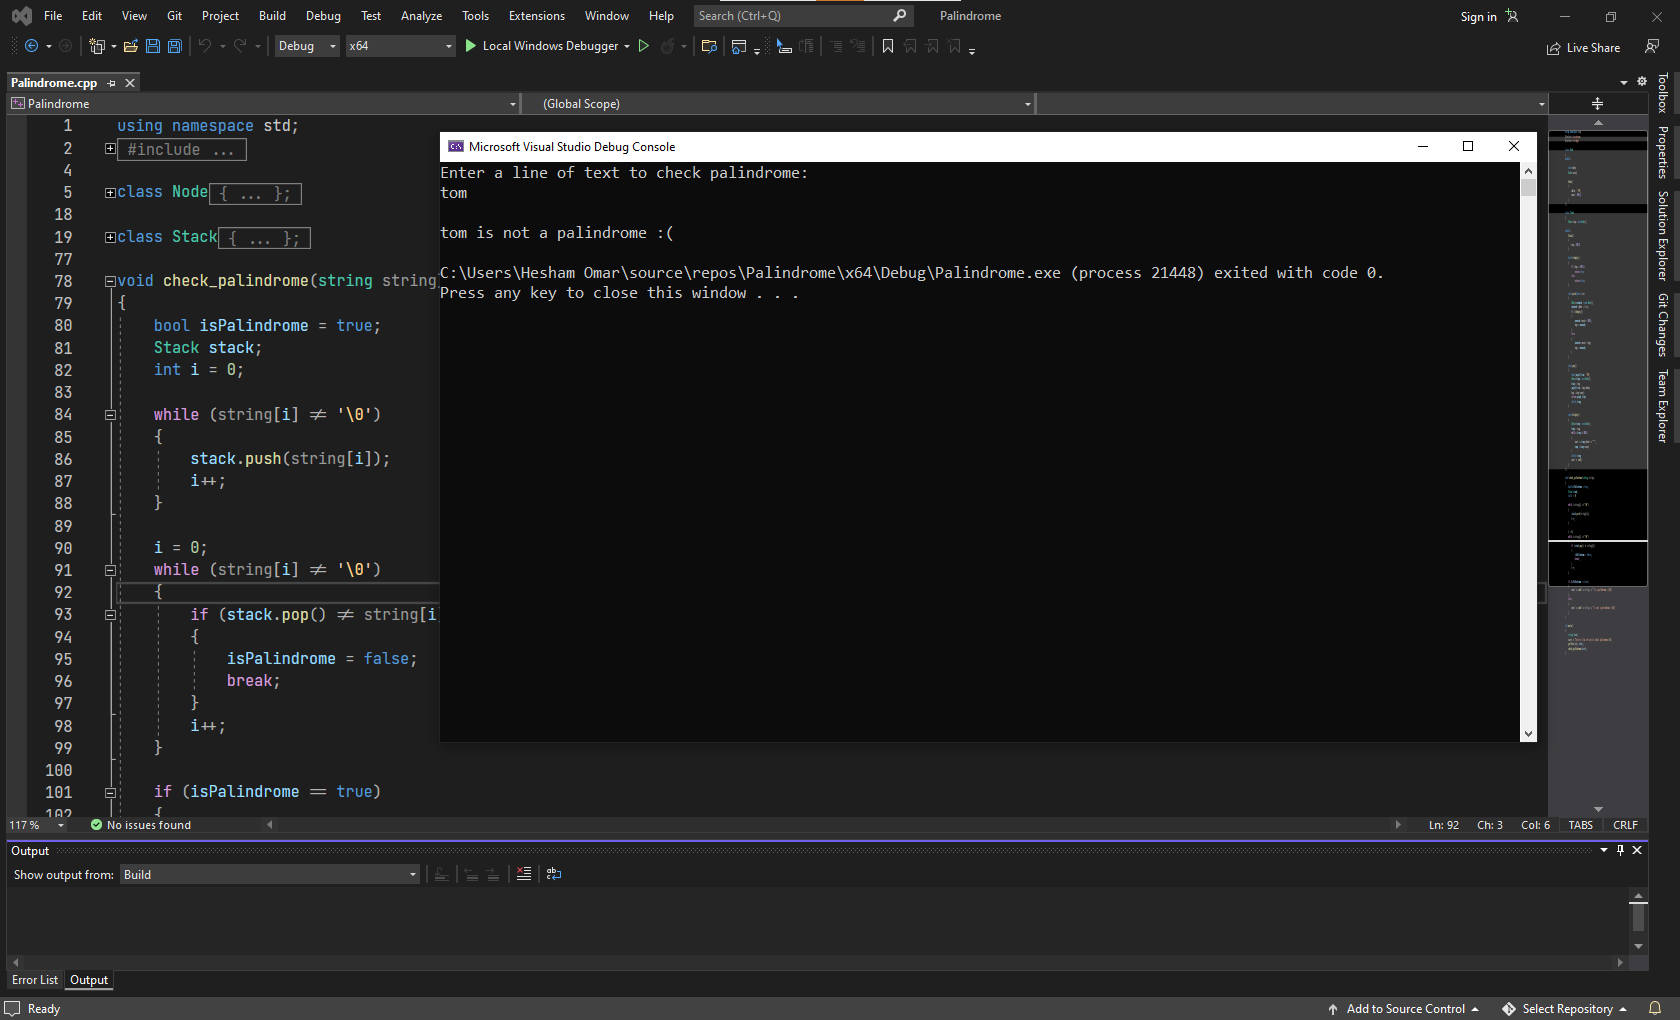 File Edit View Git Project Build Debug Test Analyze Tools Extensions Window Help Search (Ctrl+Q) Palindrome Sign in
Debug x64 Local Windows Debugger Live Share
Palindrome.cpp
Palindrome (Global Scope)
1 using namespace std;
2 #include ...
4
5 class Node { ... };
18
19 class Stack { ... };
77
78 void check_palindrome(string string
79 {
80 bool isPalindrome = true;
81 Stack stack;
82 int i = 0;
83
84 while (string[i] ≠ '\0')
85 {
86 stack.push(string[i]);
87 i++;
88 }
89
90 i = 0;
91 while (string[i] ≠ '\0')
92 {
93 if (stack.pop() ≠ string[i
94 {
95 isPalindrome = false;
96 break;
97 }
98 i++;
99 }
100
101 if (isPalindrome == true)
102 {
Microsoft Visual Studio Debug Console
Enter a line of text to check palindrome:
tom
tom is not a palindrome :(
C:\Users\Hesham Omar\source\repos\Palindrome\x64\Debug\Palindrome.exe (process 21448) exited with code 0.
Press any key to close this window . . .
Toolbox
Properties
Solution Explorer
Git Changes
Team Explorer
117 % No issues found Ln: 92 Ch: 3 Col: 6 TABS CRLF
Output
Show output from: Build
Error List Output
Ready Add to Source Control Select Repository